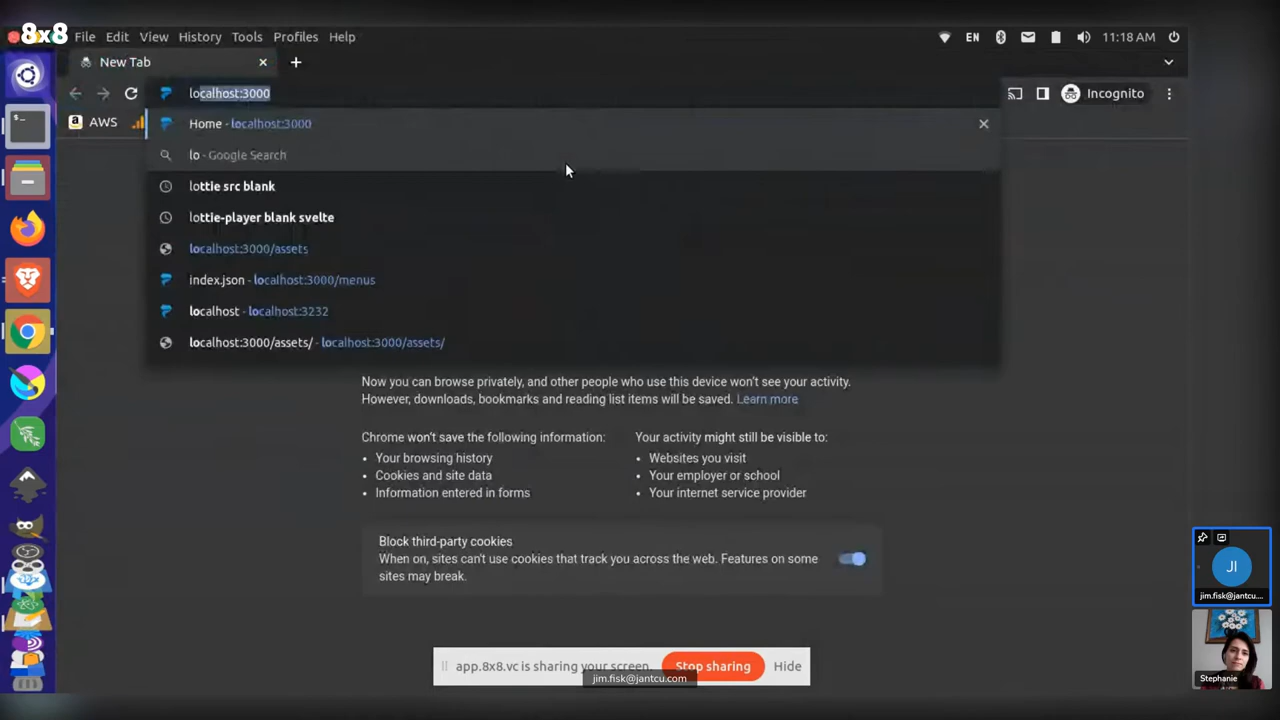 8x8
File Edit View History Tools Profiles Help
EN
11:18 AM
New Tab
localhost:3000
Incognito
AWS
Home - localhost:3000
lo - Google Search
lottie src blank
lottie-player blank svelte
localhost:3000/assets
index.json - localhost:3000/menus
localhost - localhost:3232
localhost:3000/assets/ - localhost:3000/assets/
Now you can browse privately, and other people who use this device won't see your activity.
However, downloads, bookmarks and reading list items will be saved. Learn more
Chrome won't save the following information:
• Your browsing history
• Cookies and site data
• Information entered in forms
Your activity might still be visible to:
• Websites you visit
• Your employer or school
• Your internet service provider
Block third-party cookies
When on, sites can't use cookies that track you across the web. Features on some
sites may break.
app.8x8.vc is sharing your screen.
Stop sharing
Hide
jim.fisk@jantcu.com
JI
jim.fisk@jantcu....
Stephanie